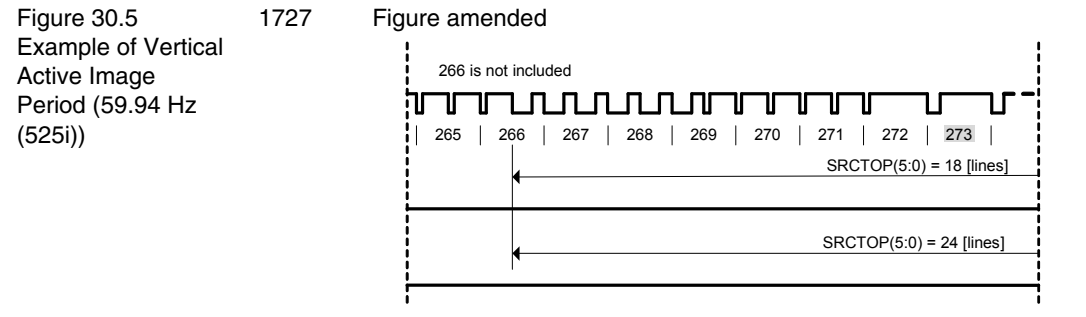 Figure 30.5
Example of Vertical
Active Image
Period (59.94 Hz
(525i))
1727
Figure amended
266 is not included
265 | 266 | 267 | 268 | 269 | 270 | 271 | 272 | 273
SRCTOP(5:0) = 18 [lines]
SRCTOP(5:0) = 24 [lines]